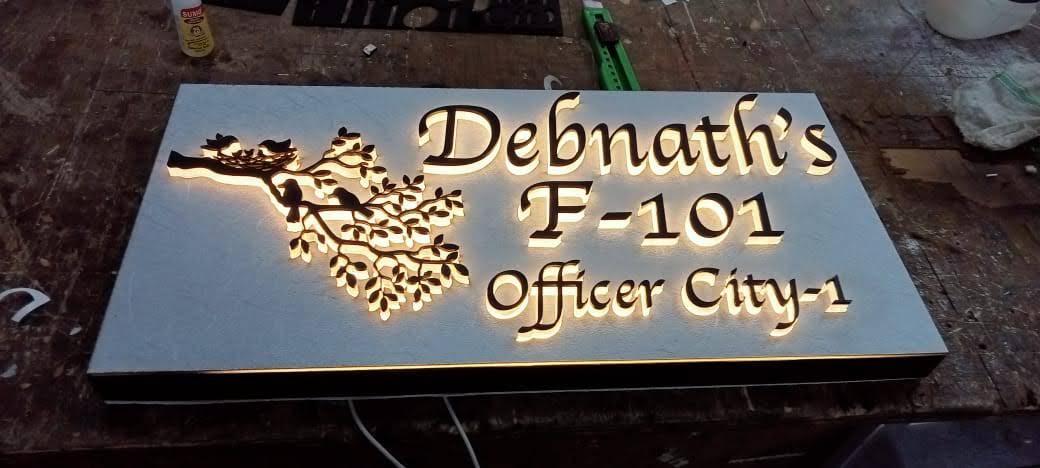 Debnath's
F-101
Officer City-1